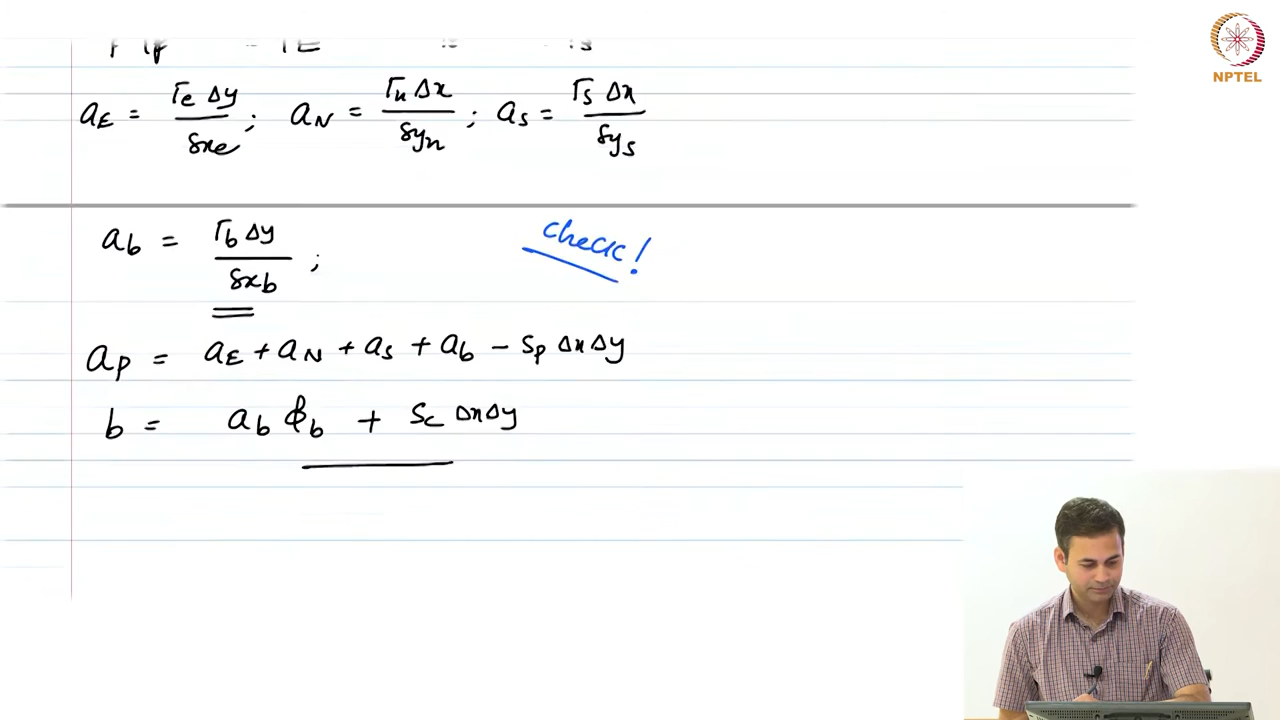 NPTEL
a_E = Γ_e Δy / δx_e ; a_N = Γ_n Δx / δy_n ; a_S = Γ_s Δx / δy_s
a_b = Γ_b Δy / δx_b ; check!
a_P = a_E + a_N + a_S + a_b − S_P ΔxΔy
b = a_b ϕ_b + S_C ΔxΔy